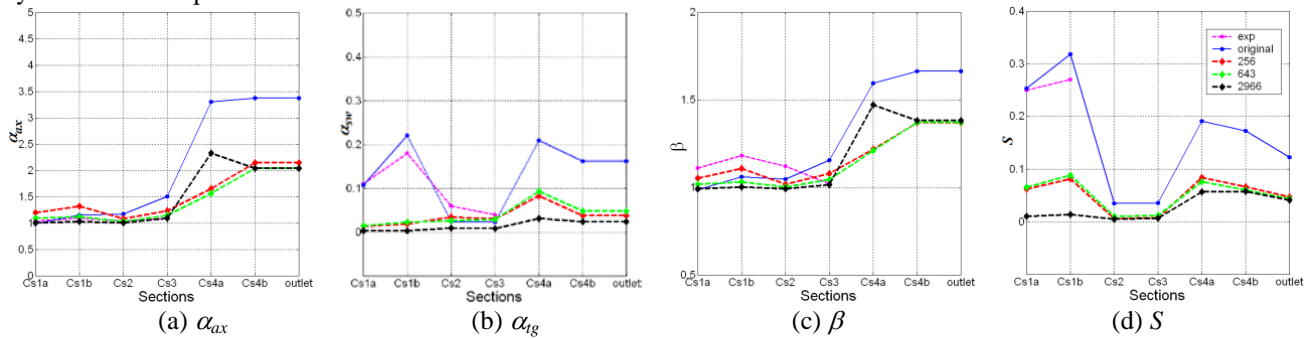 5
4.5
4
3.5
3
2.5
2
1.5
1
0.5
0
α_ax
Cs1a Cs1b Cs2 Cs3 Cs4a Cs4b outlet
Sections
(a) α_ax
0.5
0.4
0.3
0.2
0.1
0
α_sw
Cs1a Cs1b Cs2 Cs3 Cs4a Cs4b outlet
Sections
(b) α_tg
2
1.5
1
0.5
β
Cs1a Cs1b Cs2 Cs3 Cs4a Cs4b outlet
Sections
(c) β
0.4
0.3
0.2
0.1
0
S
exp
original
256
643
2966
Cs1a Cs1b Cs2 Cs3 Cs4a Cs4b outlet
Sections
(d) S